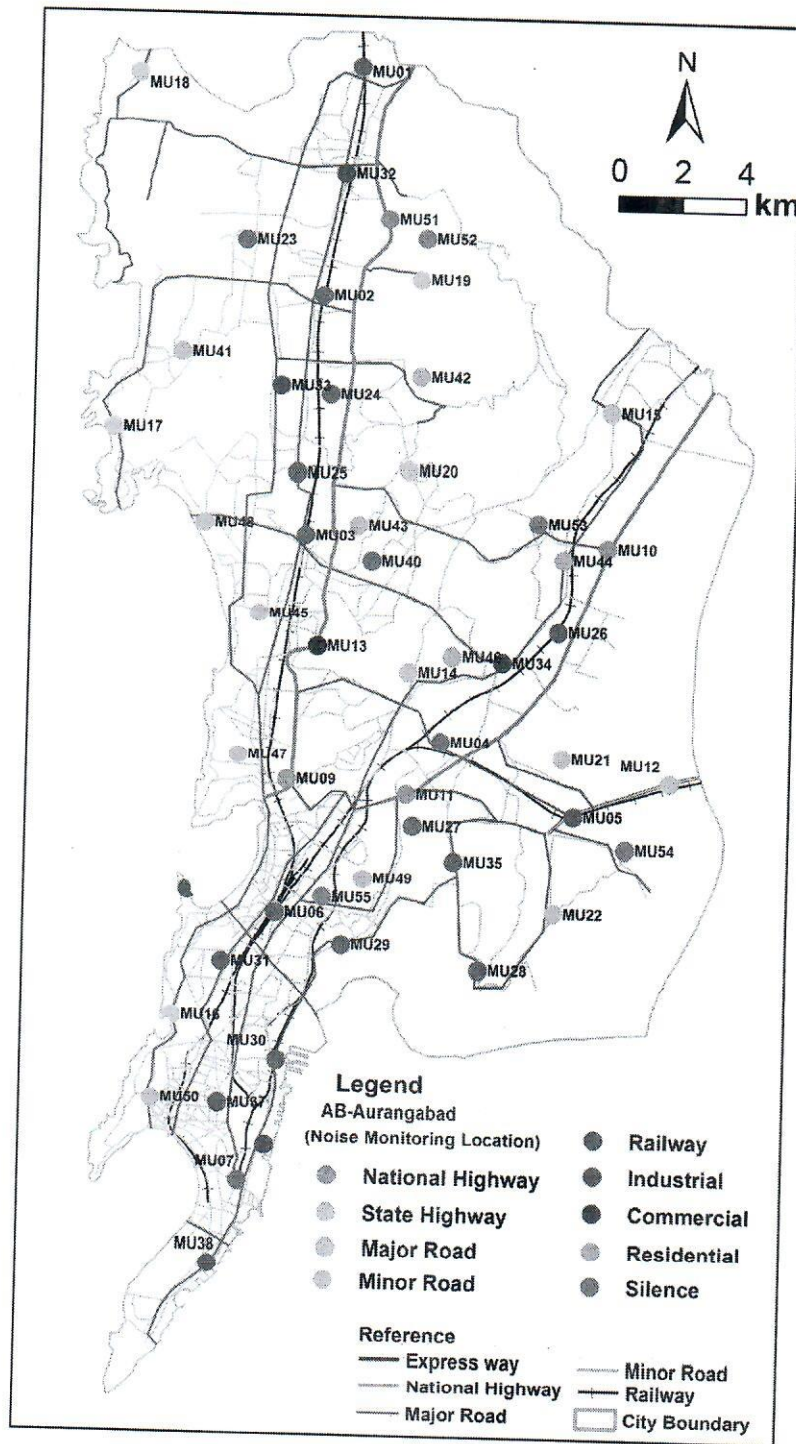 MU01
MU18
N
0 2 4
km
MU32
MU51
MU23
MU52
MU19
MU02
MU41
MU42
MU33
MU24
MU15
MU17
MU25
MU20
MU48
MU43
MU53
MU03
MU10
MU40
MU44
MU45
MU26
MU13
MU46
MU34
MU14
MU04
MU47
MU21
MU12
MU09
MU11
MU05
MU27
MU54
MU35
MU49
MU55
MU06
MU22
MU29
MU31
MU28
MU16
MU30
MU50
MU37
MU07
MU38
Legend
AB-Aurangabad
(Noise Monitoring Location)
National Highway
State Highway
Major Road
Minor Road
Railway
Industrial
Commercial
Residential
Silence
Reference
Express way
National Highway
Major Road
Minor Road
Railway
City Boundary